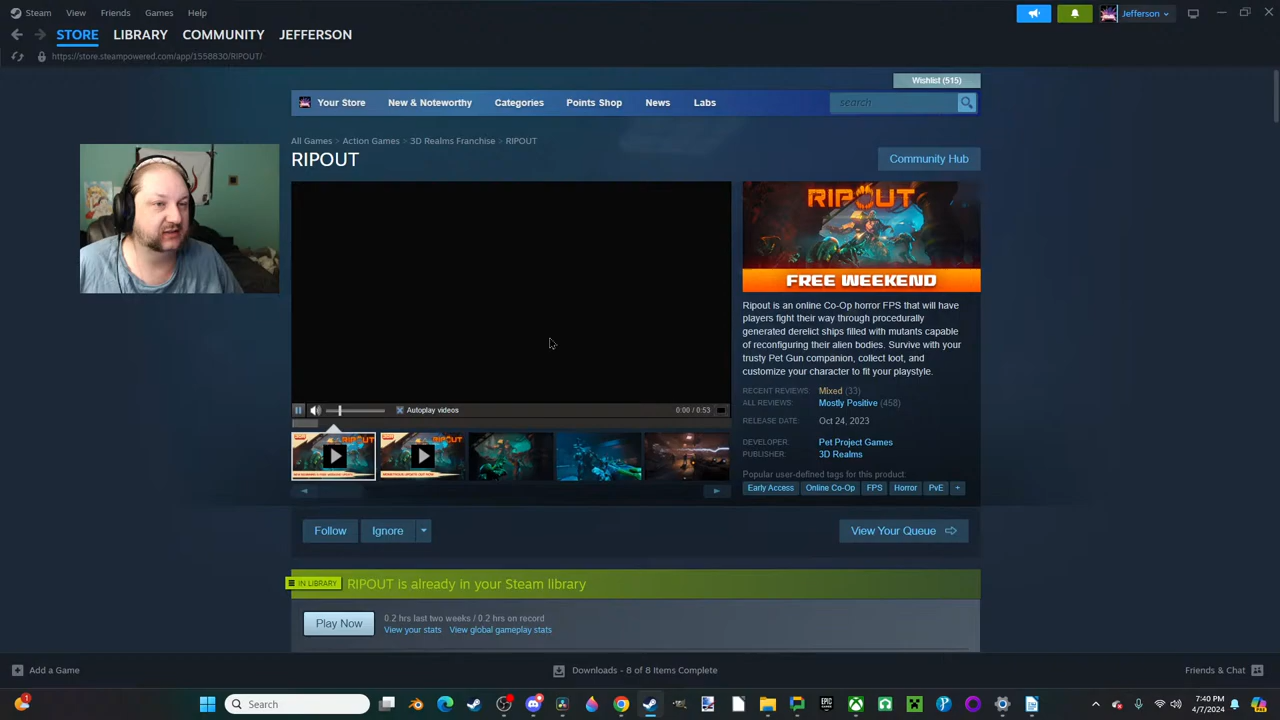 Steam View Friends Games Help
Jefferson
STORE LIBRARY COMMUNITY JEFFERSON
https://store.steampowered.com/app/1558830/RIPOUT/
Wishlist (515)
Your Store New & Noteworthy Categories Points Shop News Labs
search
All Games > Action Games > 3D Realms Franchise > RIPOUT
RIPOUT
Community Hub
RIPOUT
FREE WEEKEND
Ripout is an online Co-Op horror FPS that will have
players fight their way through procedurally
generated derelict ships filled with mutants capable
of reconfiguring their alien bodies. Survive with your
trusty Pet Gun companion, collect loot, and
customize your character to fit your playstyle.
RECENT REVIEWS: Mixed (33)
ALL REVIEWS: Mostly Positive (458)
RELEASE DATE: Oct 24, 2023
DEVELOPER: Pet Project Games
PUBLISHER: 3D Realms
Popular user-defined tags for this product:
Early Access Online Co-Op FPS Horror PvE +
Autoplay videos
0:00 / 0:53
RIPOUT
RIPOUT
Follow Ignore
View Your Queue
IN LIBRARY
RIPOUT is already in your Steam library
Play Now
0.2 hrs last two weeks / 0.2 hrs on record
View your stats View global gameplay stats
Add a Game
Downloads - 8 of 8 Items Complete
Friends & Chat
1
Search
EPIC
7:40 PM
4/7/2024